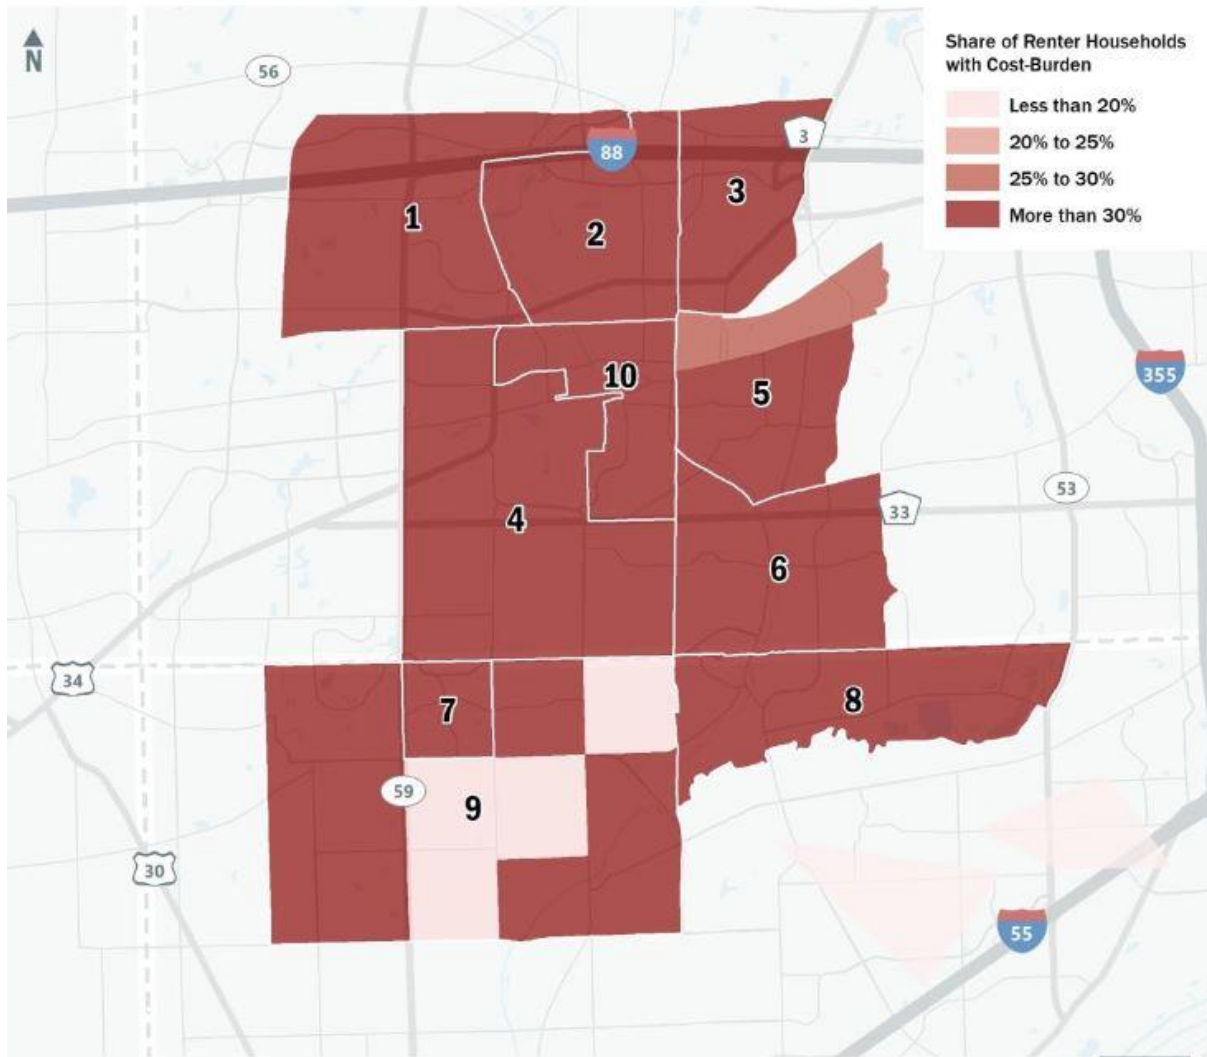 N
56
88
3
Share of Renter Households
with Cost-Burden
Less than 20%
20% to 25%
25% to 30%
More than 30%
1
2
3
10
5
355
4
6
33
53
34
7
8
59
9
30
55